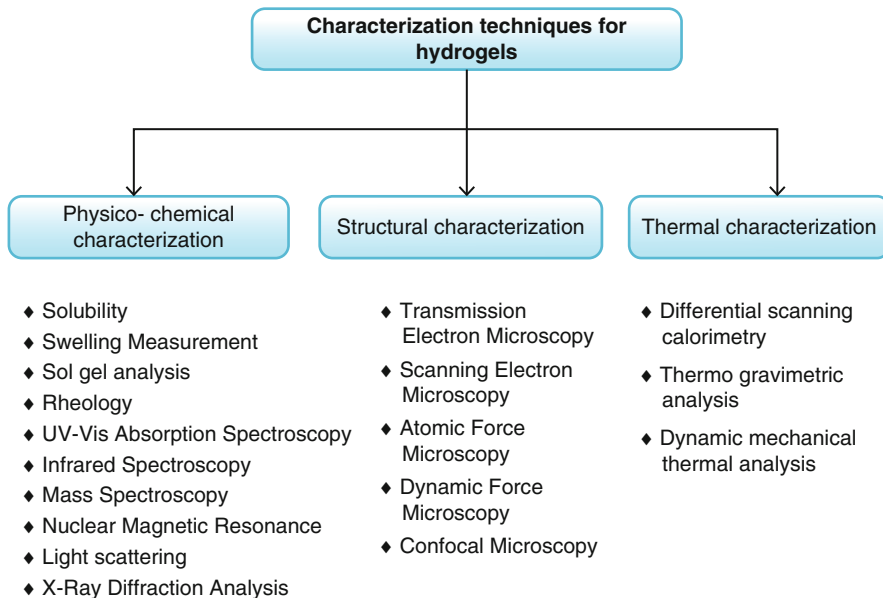 Characterization techniques for
hydrogels
Physico- chemical
characterization
Structural characterization
Thermal characterization
♦ Solubility
♦ Swelling Measurement
♦ Sol gel analysis
♦ Rheology
♦ UV-Vis Absorption Spectroscopy
♦ Infrared Spectroscopy
♦ Mass Spectroscopy
♦ Nuclear Magnetic Resonance
♦ Light scattering
♦ X-Ray Diffraction Analysis
♦ Transmission
Electron Microscopy
♦ Scanning Electron
Microscopy
♦ Atomic Force
Microscopy
♦ Dynamic Force
Microscopy
♦ Confocal Microscopy
♦ Differential scanning
calorimetry
♦ Thermo gravimetric
analysis
♦ Dynamic mechanical
thermal analysis